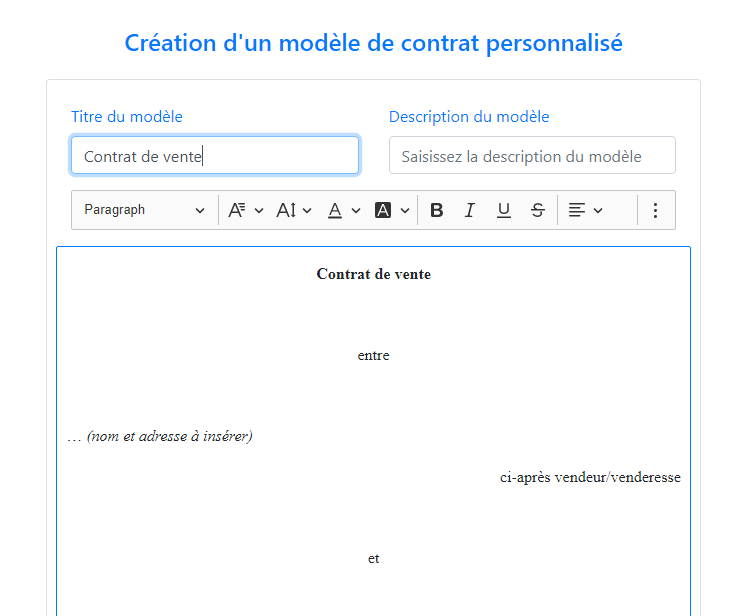 Création d'un modèle de contrat personnalisé
Titre du modèle
Description du modèle
Contrat de vente
Saisissez la description du modèle
Paragraph
Contrat de vente
entre
… (nom et adresse à insérer)
ci-après vendeur/venderesse
et